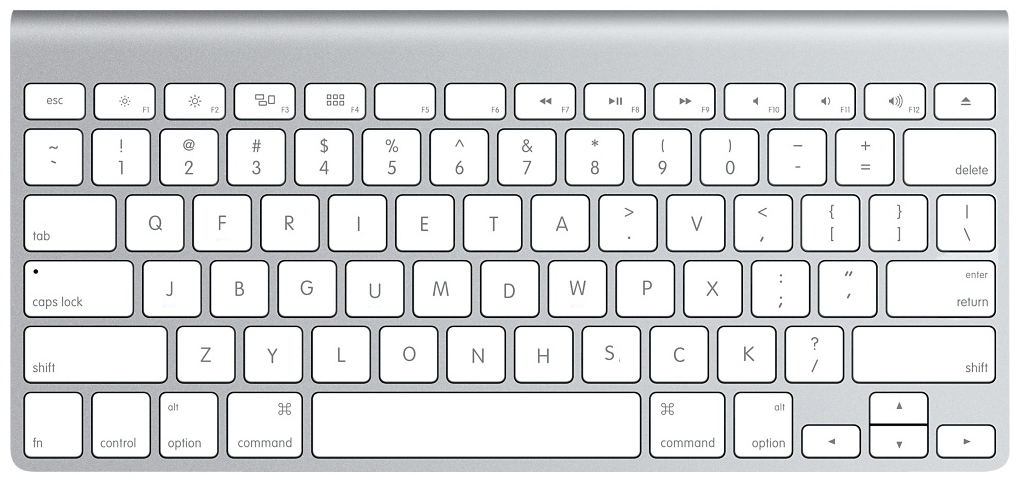 esc F1 F2 F3 F4 F5 F6 F7 F8 F9 F10 F11 F12
~ ! @ # $ % ^ & * ( ) – +
` 1 2 3 4 5 6 7 8 9 0 - = delete
tab Q F R I E T A > . V < , { [ } ] | \
enter
caps lock J B G U M D W P X : ; " ' return
shift Z Y L O N H S, C K ? / shift
alt ⌘ ⌘ alt
fn control option command command option